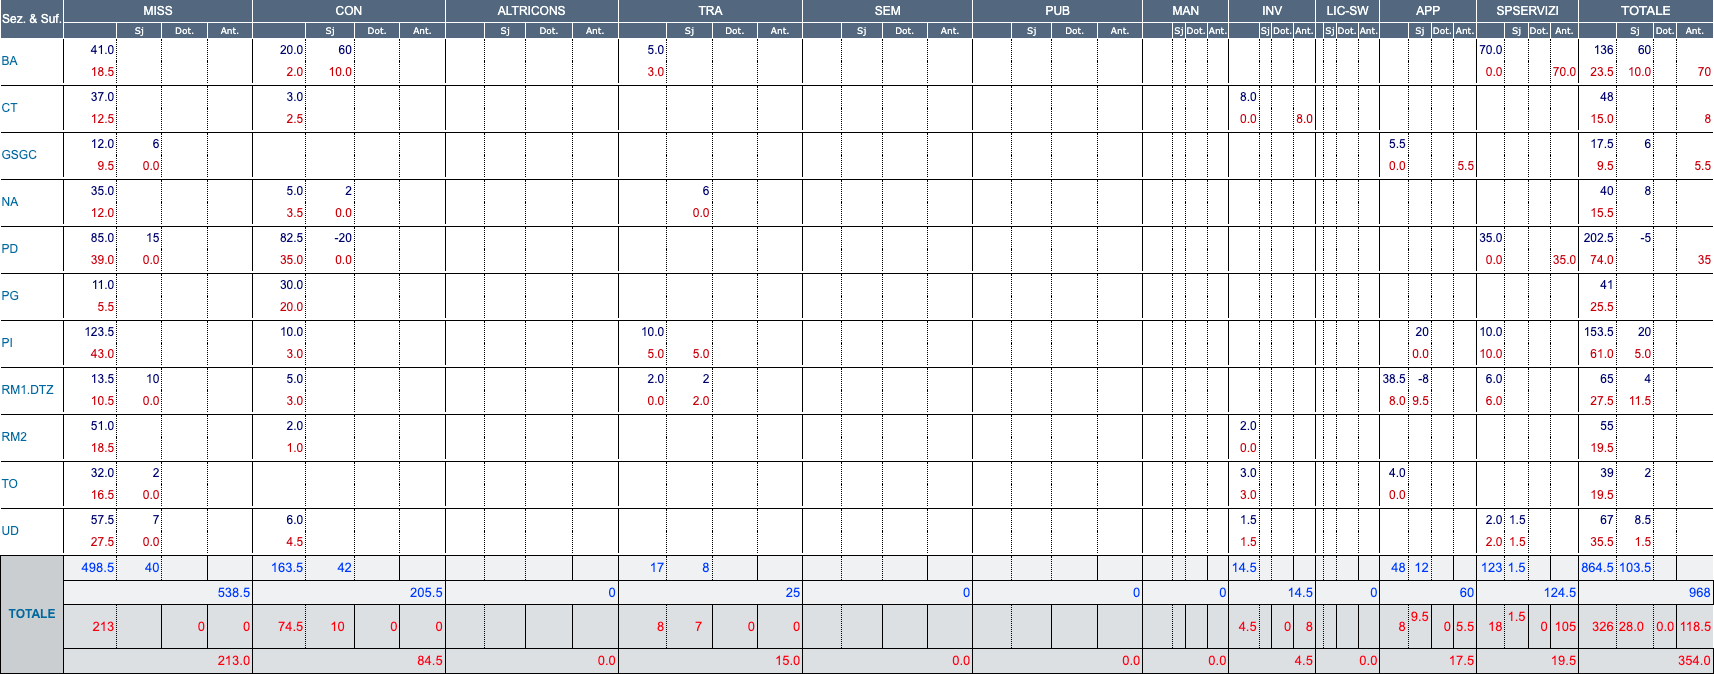 Sez. & Suf. MISS CON ALTRICONS TRA SEM PUB MAN INV LIC-SW APP SPSERVIZI TOTALE
Sj Dot. Ant. Sj Dot. Ant. Sj Dot. Ant. Sj Dot. Ant. Sj Dot. Ant. Sj Dot. Ant. Sj Dot. Ant. Sj Dot. Ant. Sj Dot. Ant. Sj Dot. Ant. Sj Dot. Ant. Sj Dot. Ant.
BA 41.0 20.0 60 5.0 70.0 136 60
18.5 2.0 10.0 3.0 0.0 70.0 23.5 10.0 70
CT 37.0 3.0 8.0 48
12.5 2.5 0.0 8.0 15.0 8
GSGC 12.0 6 5.5 17.5 6
9.5 0.0 0.0 5.5 9.5 5.5
NA 35.0 5.0 2 6 40 8
12.0 3.5 0.0 0.0 15.5
PD 85.0 15 82.5 -20 35.0 202.5 -5
39.0 0.0 35.0 0.0 0.0 35.0 74.0 35
PG 11.0 30.0 41
5.5 20.0 25.5
PI 123.5 10.0 10.0 20 10.0 153.5 20
43.0 3.0 5.0 5.0 0.0 10.0 61.0 5.0
RM1.DTZ 13.5 10 5.0 2.0 2 38.5 -8 6.0 65 4
10.5 0.0 3.0 0.0 2.0 8.0 9.5 6.0 27.5 11.5
RM2 51.0 2.0 2.0 55
18.5 1.0 0.0 19.5
TO 32.0 2 3.0 4.0 39 2
16.5 0.0 3.0 0.0 19.5
UD 57.5 7 6.0 1.5 2.0 1.5 67 8.5
27.5 0.0 4.5 1.5 2.0 1.5 35.5 1.5
TOTALE 498.5 40 163.5 42 17 8 14.5 48 12 123 1.5 864.5 103.5
538.5 205.5 0 25 0 0 0 14.5 0 60 124.5 968
213 0 0 74.5 10 0 0 8 7 0 0 4.5 0 8 8 9.5 0 5.5 18 1.5 0 105 326 28.0 0.0 118.5
213.0 84.5 0.0 15.0 0.0 0.0 0.0 4.5 0.0 17.5 19.5 354.0